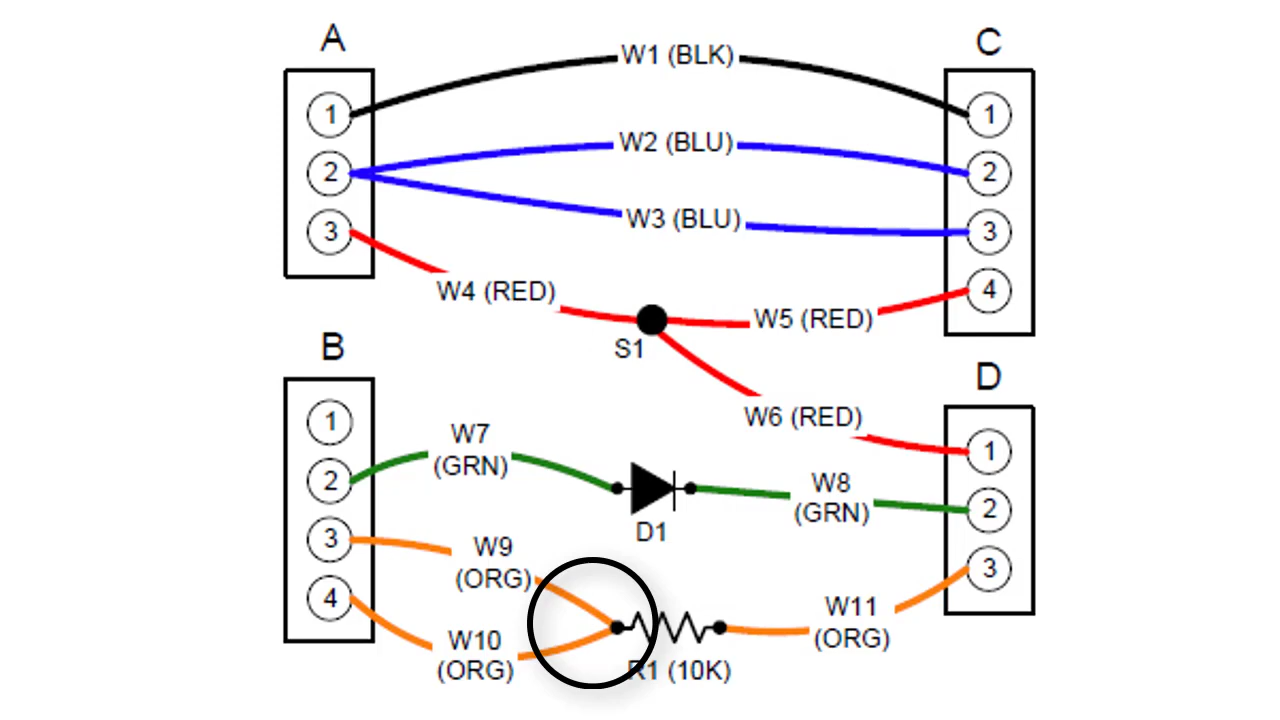 A
C
W1 (BLK)
1
1
W2 (BLU)
2
2
W3 (BLU)
3
3
W4 (RED)
4
W5 (RED)
S1
B
D
W6 (RED)
1
W7
(GRN)
1
2
W8
(GRN)
2
D1
3
W9
(ORG)
3
4
W11
(ORG)
W10
(ORG)
R1 (10K)